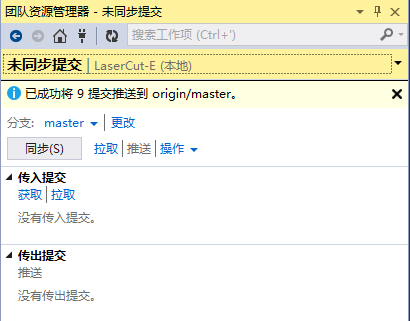 团队资源管理器 - 未同步提交
搜索工作项 (Ctrl+')
未同步提交 | LaserCut-E (本地)
已成功将 9 提交推送到 origin/master。
分支: master 更改
同步(S) 拉取 推送 操作
传入提交
获取 拉取
没有传入提交。
传出提交
推送
没有传出提交。